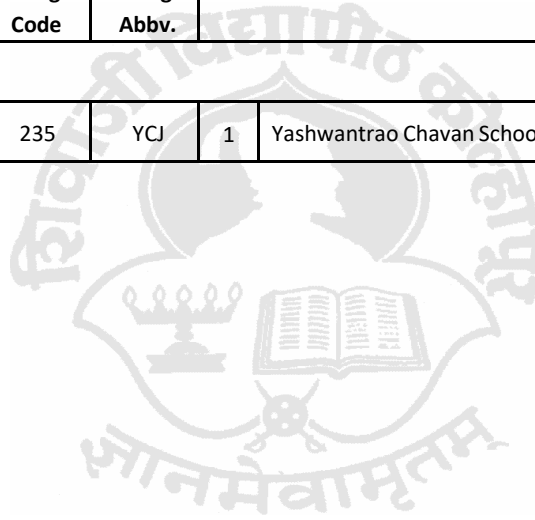 Code Abbv.
235 YCJ 1 Yashwantrao Chavan Schoo
शिवाजी विद्यापीठ कोल्हापूर
ज्ञानमेवामृतम्